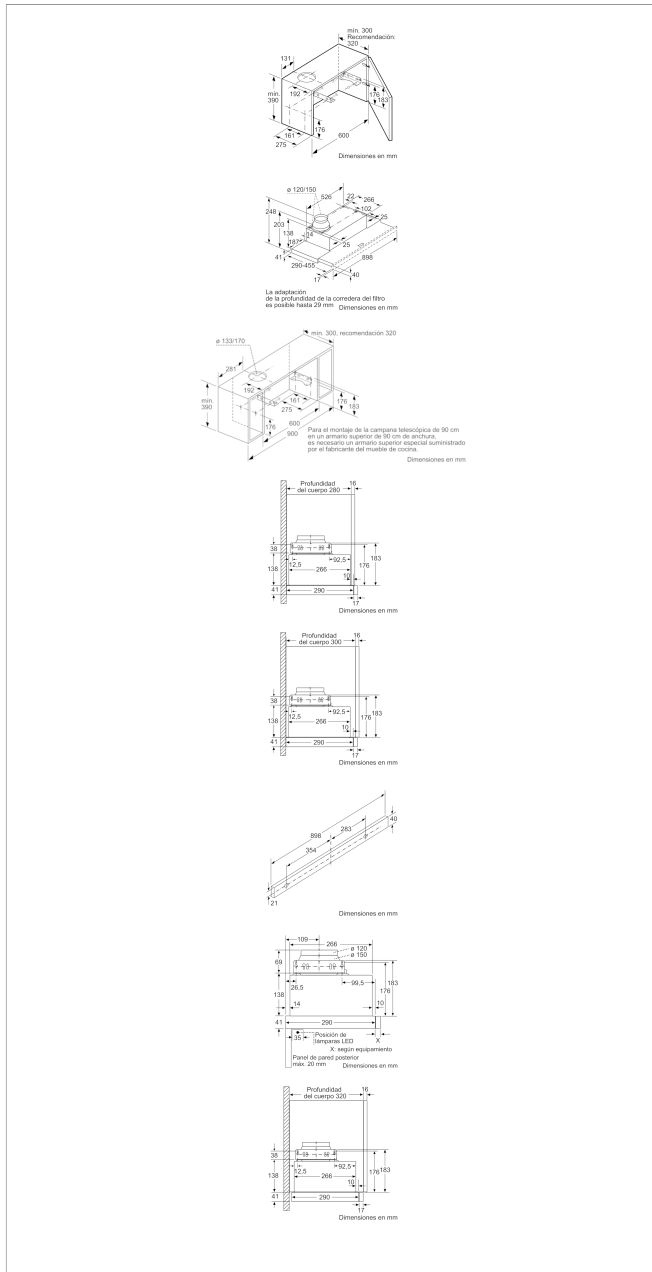 min. 300
Recomendación:
320
131
192
min.
390
176
183
176
161
275
600
Dimensiones en mm
ø 120/150
526
22
266
102
25
248
203
138
14
187
25
41
290-455
17
898
40
La adaptación
de la profundidad de la corredera del filtro
es posible hasta 29 mm
Dimensiones en mm
min. 300, recomendación 320
ø 133/170
281
192
min.
390
161
275
176
183
176
600
900
Para el montaje de la campana telescópica de 90 cm
en un armario superior de 90 cm de anchura,
es necesario un armario superior especial suministrado
por el fabricante del mueble de cocina.
Dimensiones en mm
Profundidad
del cuerpo 280
16
38
138
41
12,5
92,5
266
10
176
183
290
17
Dimensiones en mm
Profundidad
del cuerpo 300
16
38
138
41
12,5
92,5
266
10
176
183
290
17
Dimensiones en mm
898
283
354
40
21
Dimensiones en mm
109
266
ø 120
ø 150
69
26,5
99,5
183
176
138
14
10
41
290
35
Posición de
lámparas LED
X
X: según equipamiento
Panel de pared posterior
máx. 20 mm
Dimensiones en mm
Profundidad
del cuerpo 320
16
38
138
41
12,5
92,5
266
10
176
183
290
17
Dimensiones en mm